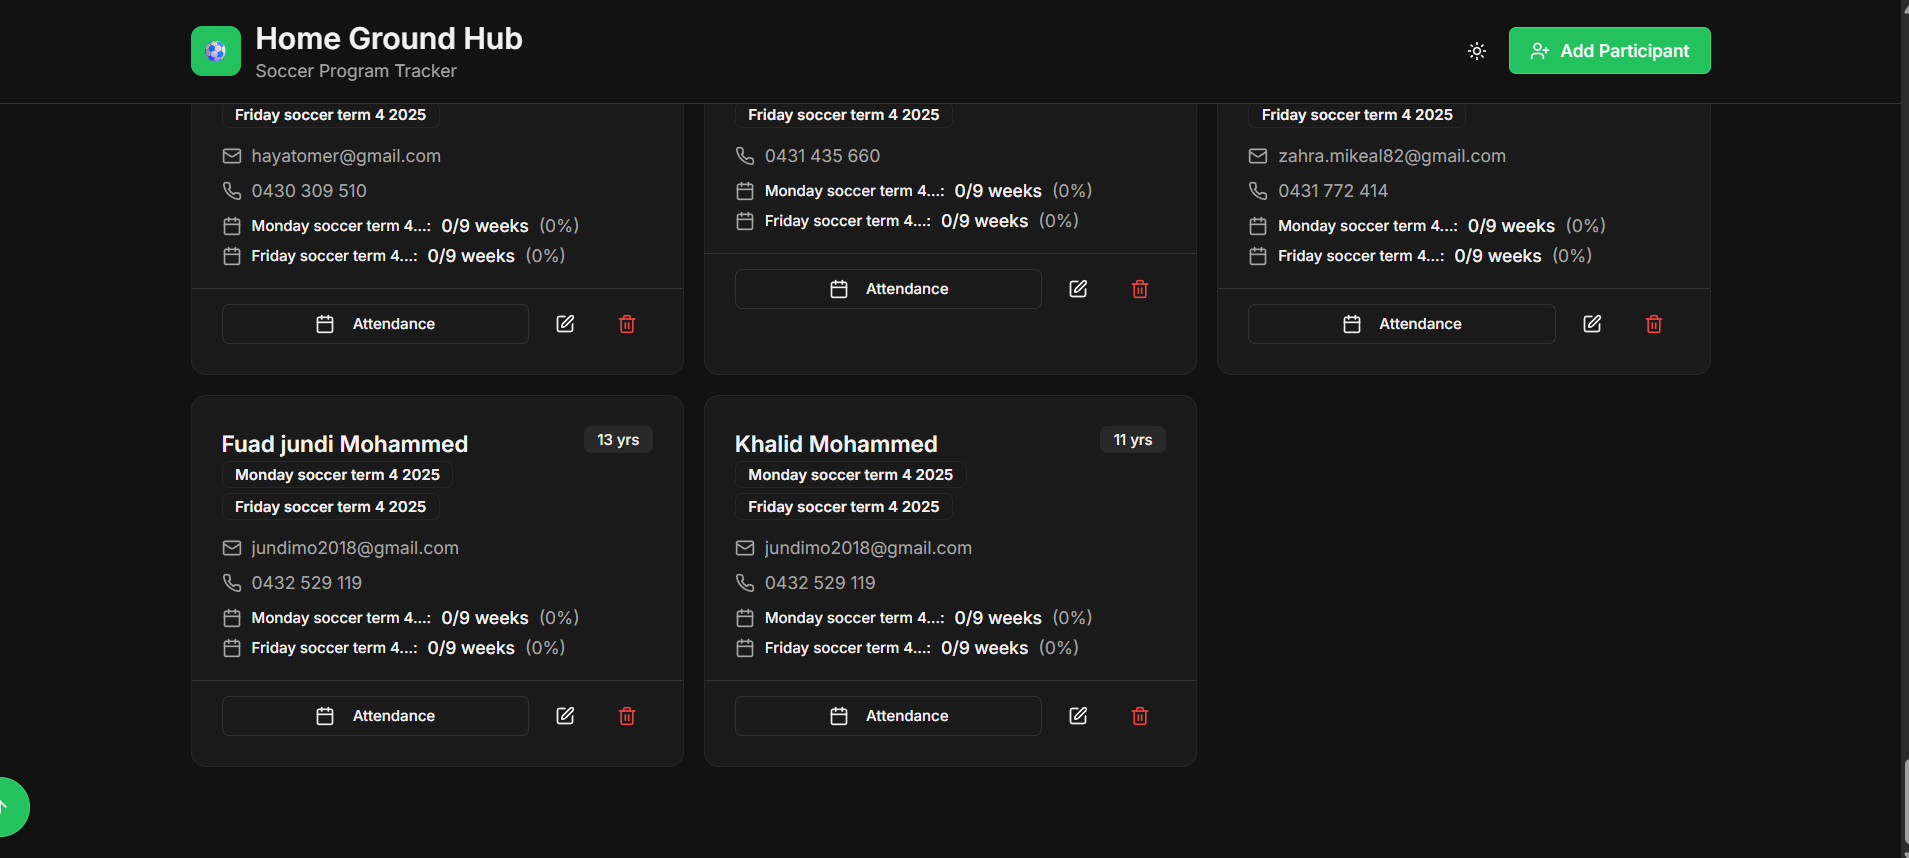 Home Ground Hub
Soccer Program Tracker
Add Participant
Friday soccer term 4 2025
hayatomer@gmail.com
0430 309 510
Monday soccer term 4...: 0/9 weeks (0%)
Friday soccer term 4...: 0/9 weeks (0%)
Attendance
Friday soccer term 4 2025
0431 435 660
Monday soccer term 4...: 0/9 weeks (0%)
Friday soccer term 4...: 0/9 weeks (0%)
Attendance
Friday soccer term 4 2025
zahra.mikeal82@gmail.com
0431 772 414
Monday soccer term 4...: 0/9 weeks (0%)
Friday soccer term 4...: 0/9 weeks (0%)
Attendance
Fuad jundi Mohammed 13 yrs
Monday soccer term 4 2025
Friday soccer term 4 2025
jundimo2018@gmail.com
0432 529 119
Monday soccer term 4...: 0/9 weeks (0%)
Friday soccer term 4...: 0/9 weeks (0%)
Attendance
Khalid Mohammed 11 yrs
Monday soccer term 4 2025
Friday soccer term 4 2025
jundimo2018@gmail.com
0432 529 119
Monday soccer term 4...: 0/9 weeks (0%)
Friday soccer term 4...: 0/9 weeks (0%)
Attendance